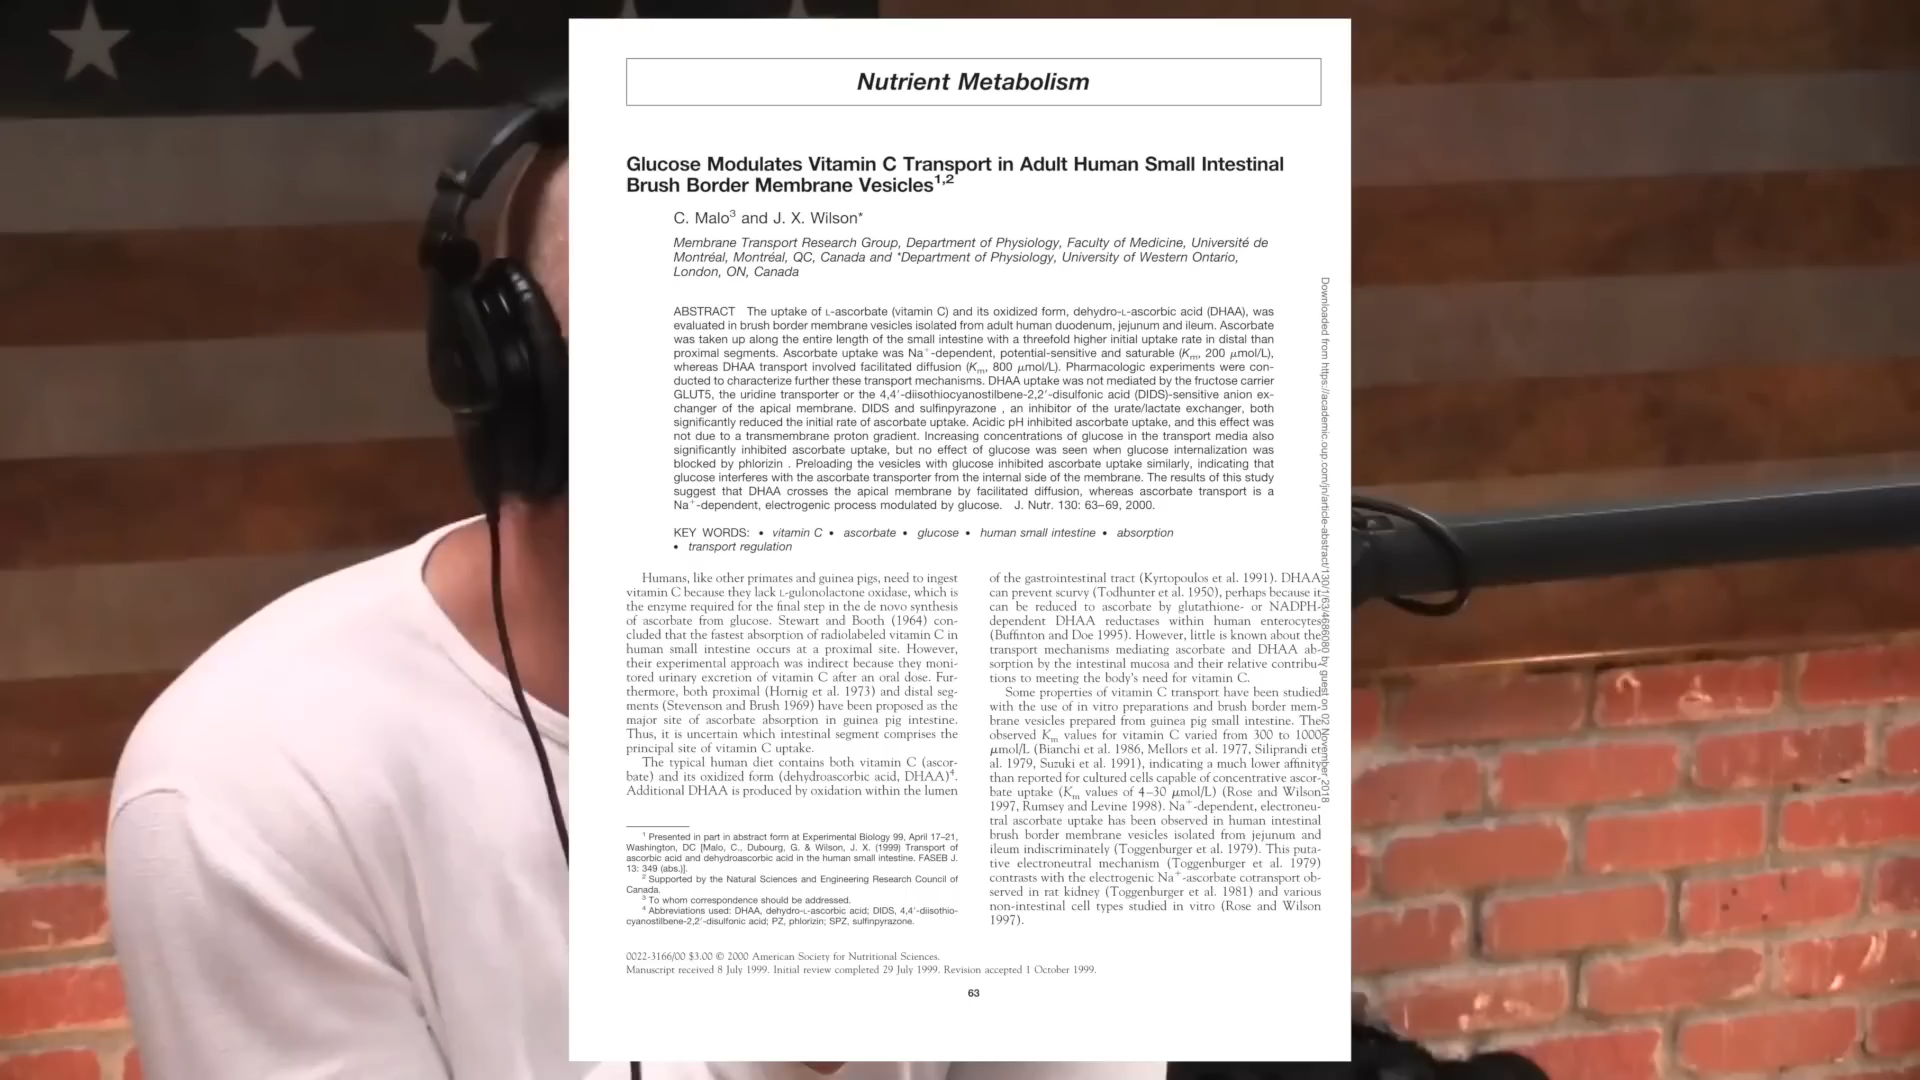 Nutrient Metabolism
Glucose Modulates Vitamin C Transport in Adult Human Small Intestinal
Brush Border Membrane Vesicles1,2
C. Malo3 and J. X. Wilson*
Membrane Transport Research Group, Department of Physiology, Faculty of Medicine, Université de
Montréal, Montréal, QC, Canada and *Department of Physiology, University of Western Ontario,
London, ON, Canada
ABSTRACT The uptake of L-ascorbate (vitamin C) and its oxidized form, dehydro-L-ascorbic acid (DHAA), was
evaluated in brush border membrane vesicles isolated from adult human duodenum, jejunum and ileum. Ascorbate
was taken up along the entire length of the small intestine with a threefold higher initial uptake rate in distal than
proximal segments. Ascorbate uptake was Na+-dependent, potential-sensitive and saturable (Km, 200 μmol/L),
whereas DHAA transport involved facilitated diffusion (Km, 800 μmol/L). Pharmacologic experiments were con-
ducted to characterize further these transport mechanisms. DHAA uptake was not mediated by the fructose carrier
GLUT5, the uridine transporter or the 4,4′-diisothiocyanostilbene-2,2′-disulfonic acid (DIDS)-sensitive anion ex-
changer of the apical membrane. DIDS and sulfinpyrazone , an inhibitor of the urate/lactate exchanger, both
significantly reduced the initial rate of ascorbate uptake. Acidic pH inhibited ascorbate uptake, and this effect was
not due to a transmembrane proton gradient. Increasing concentrations of glucose in the transport media also
significantly inhibited ascorbate uptake, but no effect of glucose was seen when glucose internalization was
blocked by phlorizin . Preloading the vesicles with glucose inhibited ascorbate uptake similarly, indicating that
glucose interferes with the ascorbate transporter from the internal side of the membrane. The results of this study
suggest that DHAA crosses the apical membrane by facilitated diffusion, whereas ascorbate transport is a
Na+-dependent, electrogenic process modulated by glucose. J. Nutr. 130: 63–69, 2000.
KEY WORDS: • vitamin C • ascorbate • glucose • human small intestine • absorption
• transport regulation
Humans, like other primates and guinea pigs, need to ingest
vitamin C because they lack L-gulonolactone oxidase, which is
the enzyme required for the final step in the de novo synthesis
of ascorbate from glucose. Stewart and Booth (1964) con-
cluded that the fastest absorption of radiolabeled vitamin C in
human small intestine occurs at a proximal site. However,
their experimental approach was indirect because they moni-
tored urinary excretion of vitamin C after an oral dose. Fur-
thermore, both proximal (Hornig et al. 1973) and distal seg-
ments (Stevenson and Brush 1969) have been proposed as the
major site of ascorbate absorption in guinea pig intestine.
Thus, it is uncertain which intestinal segment comprises the
principal site of vitamin C uptake.
The typical human diet contains both vitamin C (ascor-
bate) and its oxidized form (dehydroascorbic acid, DHAA)4.
Additional DHAA is produced by oxidation within the lumen
1 Presented in part in abstract form at Experimental Biology 99, April 17–21,
Washington, DC [Malo, C., Dubourg, G. & Wilson, J. X. (1999) Transport of
ascorbic acid and dehydroascorbic acid in the human small intestine. FASEB J.
13: 349 (abs.)].
2 Supported by the Natural Sciences and Engineering Research Council of
Canada.
3 To whom correspondence should be addressed.
4 Abbreviations used: DHAA, dehydro-L-ascorbic acid; DIDS, 4,4′-diisothio-
cyanostilbene-2,2′-disulfonic acid; PZ, phlorizin; SPZ, sulfinpyrazone.
of the gastrointestinal tract (Kyrtopoulos et al. 1991). DHAA
can prevent scurvy (Todhunter et al. 1950), perhaps because it
can be reduced to ascorbate by glutathione- or NADPH-
dependent DHAA reductases within human enterocytes
(Buffinton and Doe 1995). However, little is known about the
transport mechanisms mediating ascorbate and DHAA ab-
sorption by the intestinal mucosa and their relative contribu-
tions to meeting the body's need for vitamin C.
Some properties of vitamin C transport have been studied
with the use of in vitro preparations and brush border mem-
brane vesicles prepared from guinea pig small intestine. The
observed Km values for vitamin C varied from 300 to 1000
μmol/L (Bianchi et al. 1986, Mellors et al. 1977, Siliprandi et
al. 1979, Suzuki et al. 1991), indicating a much lower affinity
than reported for cultured cells capable of concentrative ascor-
bate uptake (Km values of 4–30 μmol/L) (Rose and Wilson
1997, Rumsey and Levine 1998). Na+-dependent, electroneu-
tral ascorbate uptake has been observed in human intestinal
brush border membrane vesicles isolated from jejunum and
ileum indiscriminately (Toggenburger et al. 1979). This puta-
tive electroneutral mechanism (Toggenburger et al. 1979)
contrasts with the electrogenic Na+-ascorbate cotransport ob-
served in rat kidney (Toggenburger et al. 1981) and various
non-intestinal cell types studied in vitro (Rose and Wilson
1997).
0022-3166/00 $3.00 © 2000 American Society for Nutritional Sciences.
Manuscript received 8 July 1999. Initial review completed 29 July 1999. Revision accepted 1 October 1999.
63
Downloaded from https://academic.oup.com/jn/article-abstract/130/1/63/4686080 by guest on 02 November 2018